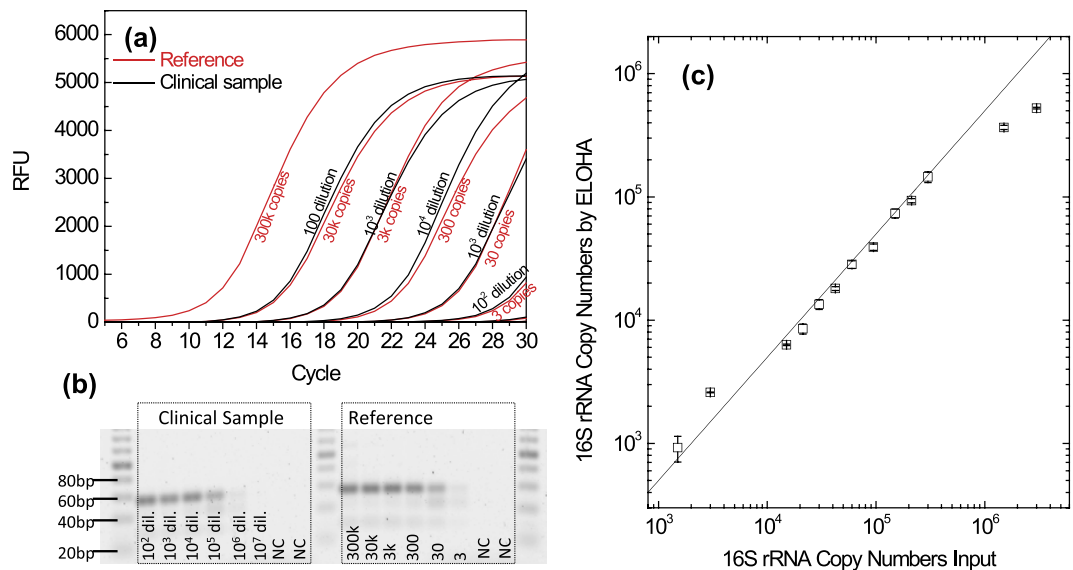 (a)
Reference
Clinical sample
6000
5000
4000
3000
2000
1000
0
RFU
300k copies
100 dilution
30k copies
10³ dilution
3k copies
10⁴ dilution
300 copies
10³ dilution
30 copies
10² dilution
3 copies
6 8 10 12 14 16 18 20 22 24 26 28 30
Cycle
(b)
Clinical Sample
Reference
80bp
60bp
40bp
20bp
10² dil.
10³ dil.
10⁴ dil.
10⁵ dil.
10⁶ dil.
10⁷ dil.
NC
NC
300k
30k
3k
300
30
3
NC
NC
(c)
16S rRNA Copy Numbers by ELOHA
10⁶
10⁵
10⁴
10³
10³ 10⁴ 10⁵ 10⁶
16S rRNA Copy Numbers Input